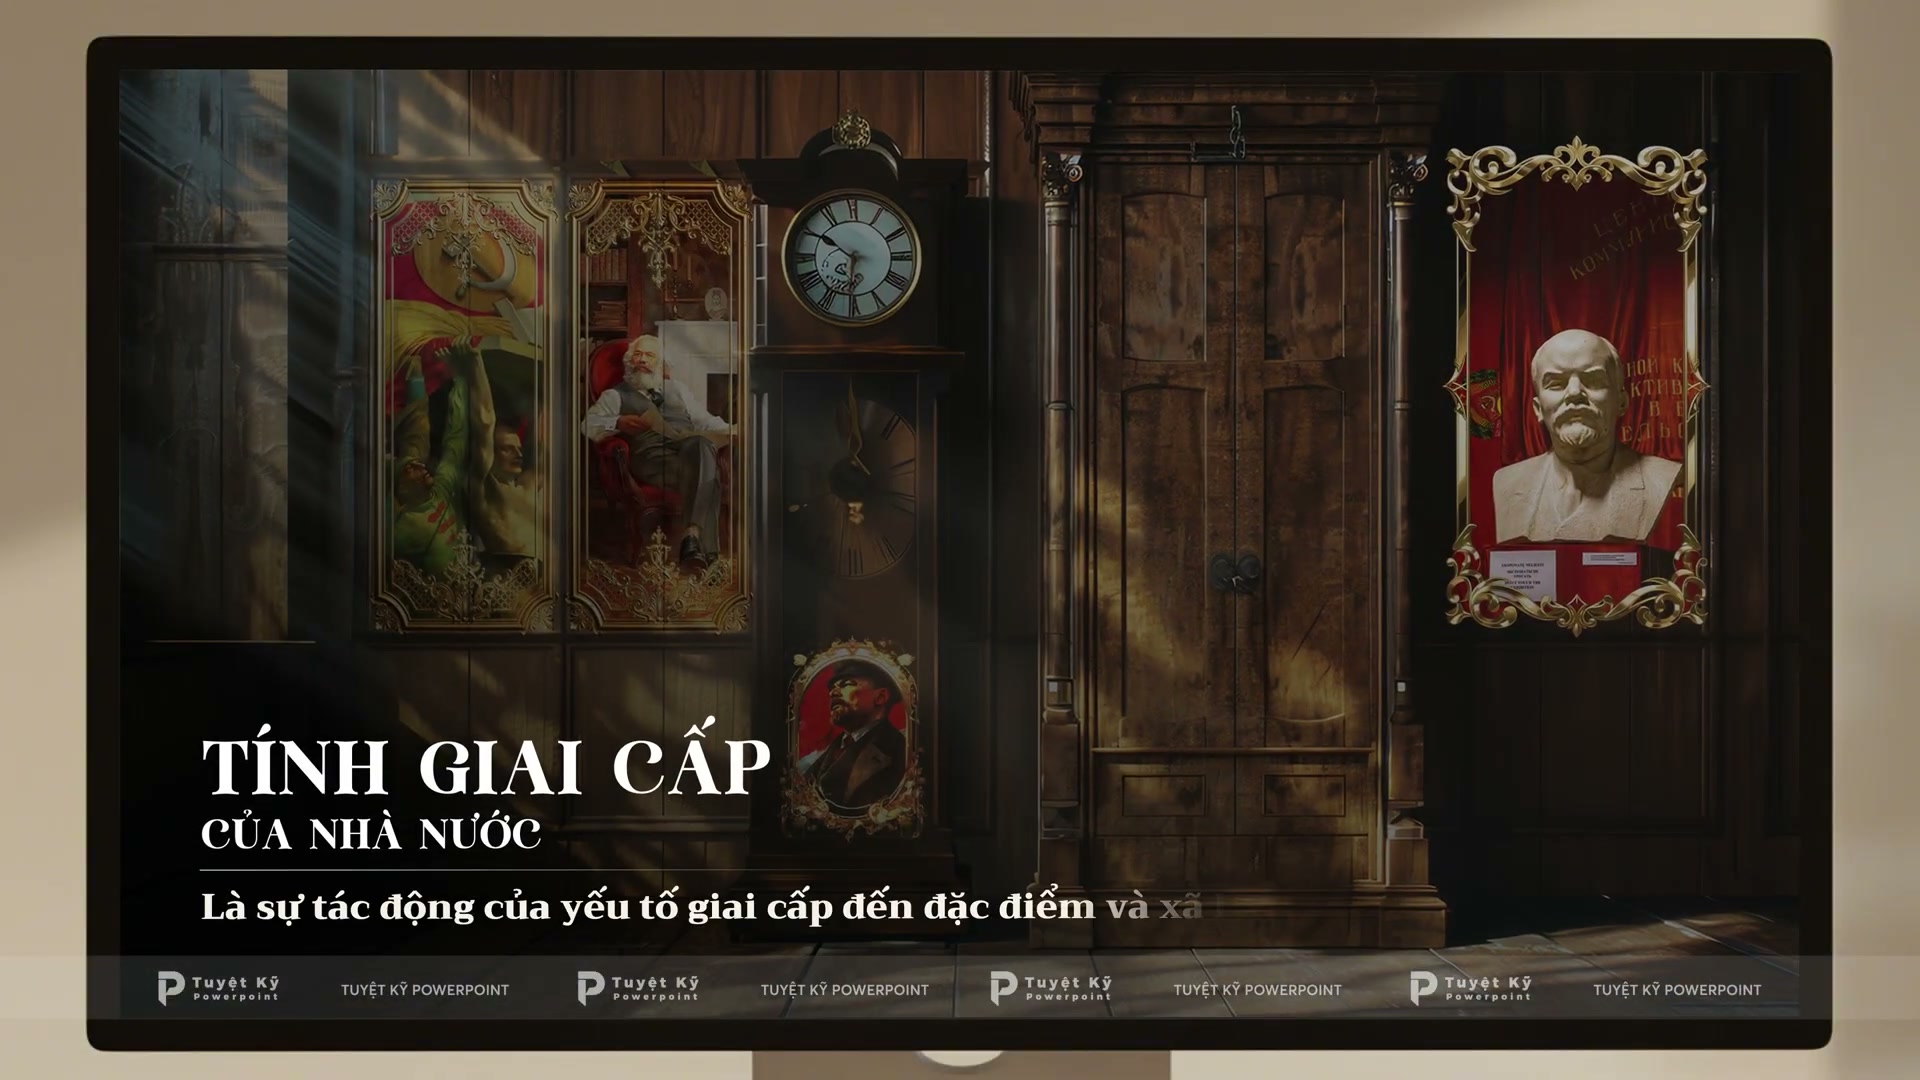 TÍNH GIAI CẤP
CỦA NHÀ NƯỚC
Là sự tác động của yếu tố giai cấp đến đặc điểm và xã
Tuyệt Kỹ Powerpoint TUYỆT KỸ POWERPOINT Tuyệt Kỹ Powerpoint TUYỆT KỸ POWERPOINT Tuyệt Kỹ Powerpoint TUYỆT KỸ POWERPOINT Tuyệt Kỹ Powerpoint TUYỆT KỸ POWERPOINT